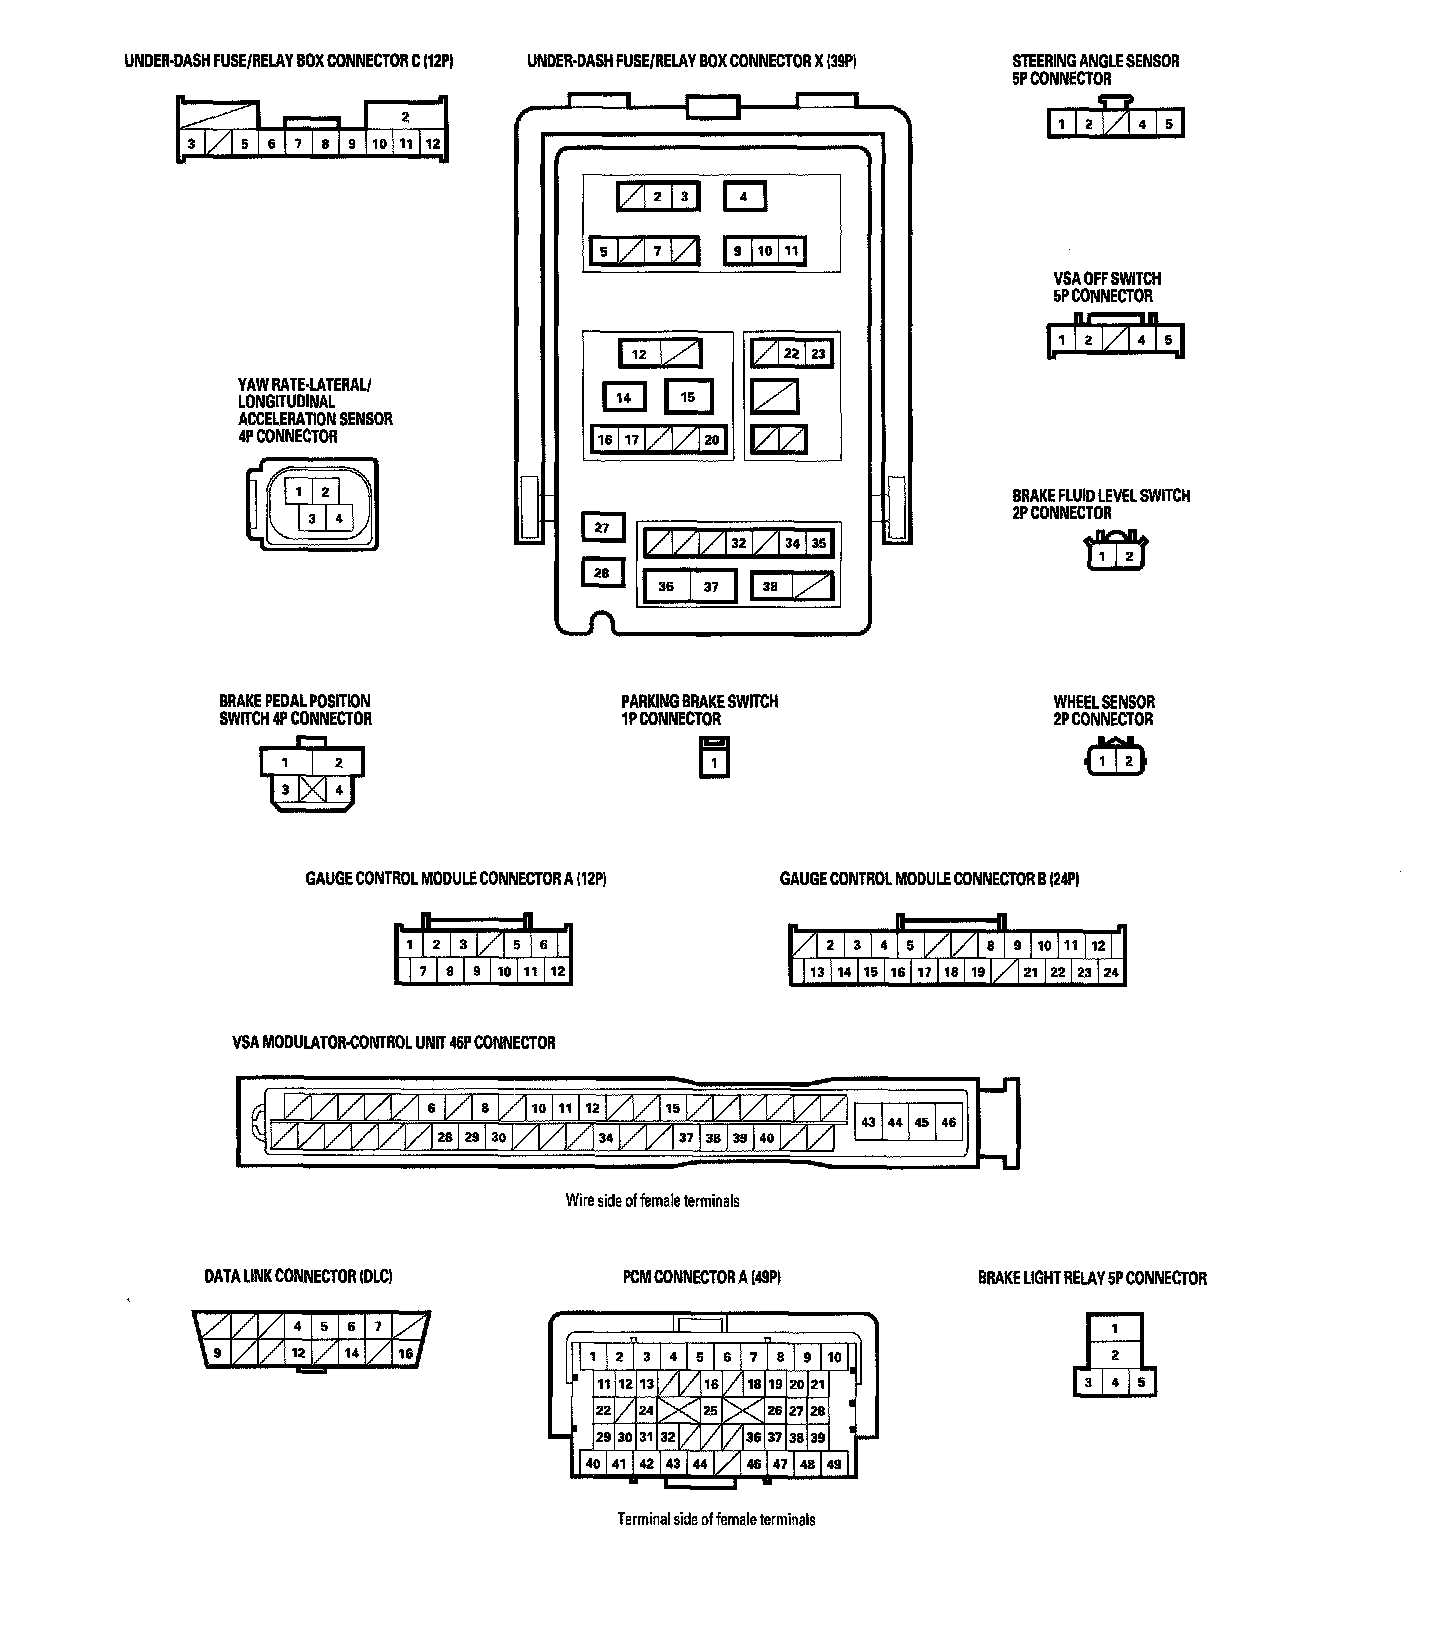 UNDER-DASH FUSE/RELAY BOX CONNECTOR C (12P)
2
3 5 6 7 8 9 10 11 12
UNDER-DASH FUSE/RELAY BOX CONNECTOR X (39P)
2 3 4
5 7 9 10 11
12 22 23
14 15
16 17 20
27 32 34 35
28 36 37 38
STEERING ANGLE SENSOR
5P CONNECTOR
1 2 4 5
VSA OFF SWITCH
5P CONNECTOR
1 2 4 5
YAW RATE-LATERAL/
LONGITUDINAL
ACCELERATION SENSOR
4P CONNECTOR
1 2
3 4
BRAKE FLUID LEVEL SWITCH
2P CONNECTOR
1 2
BRAKE PEDAL POSITION
SWITCH 4P CONNECTOR
1 2
3 4
PARKING BRAKE SWITCH
1P CONNECTOR
1
WHEEL SENSOR
2P CONNECTOR
1 2
GAUGE CONTROL MODULE CONNECTOR A (12P)
1 2 3 5 6
7 8 9 10 11 12
GAUGE CONTROL MODULE CONNECTOR B (24P)
2 3 4 5 8 9 10 11 12
13 14 15 16 17 18 19 21 22 23 24
VSA MODULATOR-CONTROL UNIT 46P CONNECTOR
6 8 10 11 12 15
43 44 45 46
28 29 30 34 37 38 39 40
Wire side of female terminals
DATA LINK CONNECTOR (DLC)
4 5 6 7
9 12 14 16
PCM CONNECTOR A (49P)
1 2 3 4 5 6 7 8 9 10
11 12 13 16 18 19 20 21
22 24 25 26 27 28
29 30 31 32 36 37 38 39
40 41 42 43 44 46 47 48 49
Terminal side of female terminals
BRAKE LIGHT RELAY 5P CONNECTOR
1
2
3 4 5